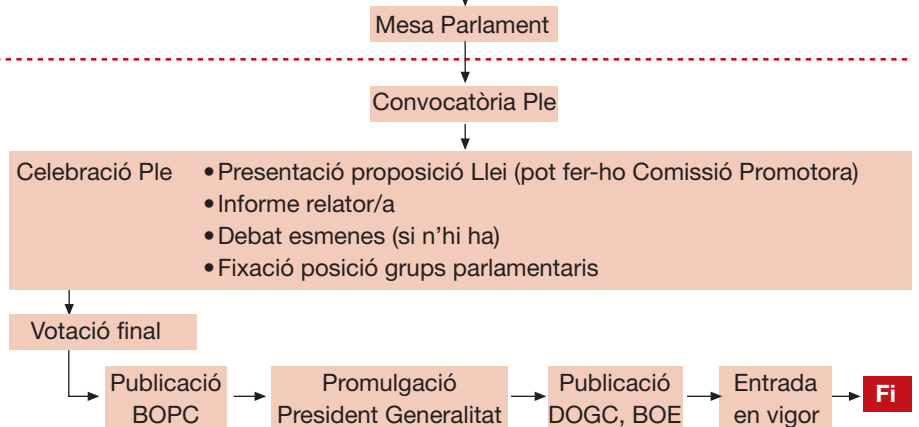 Mesa Parlament
Convocatòria Ple
Celebració Ple
• Presentació proposició Llei (pot fer-ho Comissió Promotora)
• Informe relator/a
• Debat esmenes (si n’hi ha)
• Fixació posició grups parlamentaris
Votació final
Publicació
BOPC
Promulgació
President Generalitat
Publicació
DOGC, BOE
Entrada
en vigor
Fi